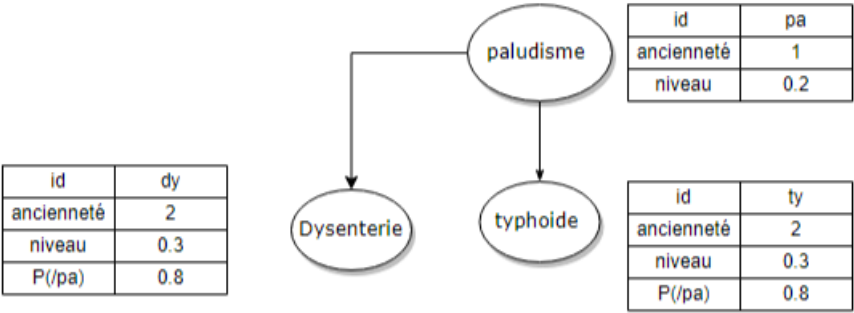 paludisme
id pa
ancienneté 1
niveau 0.2
id dy
ancienneté 2
niveau 0.3
P(/pa) 0.8
Dysenterie
typhoide
id ty
ancienneté 2
niveau 0.3
P(/pa) 0.8